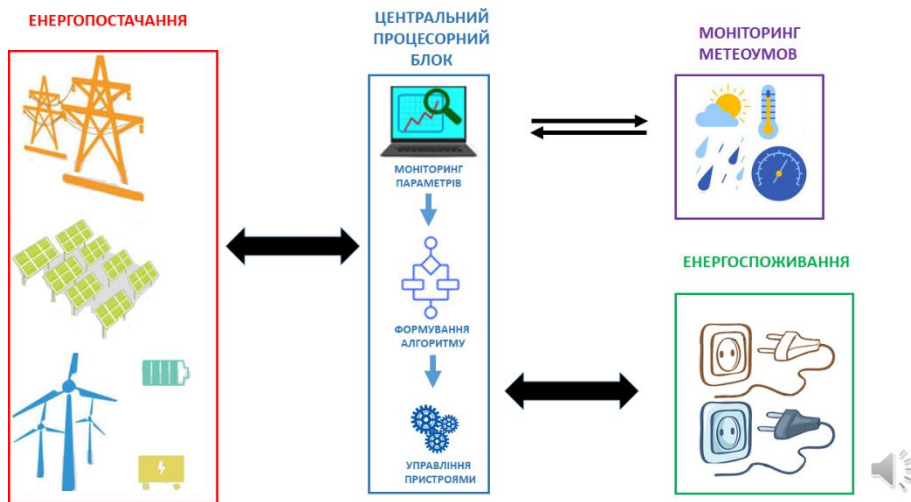 ЕНЕРГОПОСТАЧАННЯ
ЦЕНТРАЛЬНИЙ
ПРОЦЕСОРНИЙ
БЛОК
МОНІТОРИНГ
ПАРАМЕТРІВ
ФОРМУВАННЯ
АЛГОРИТМУ
УПРАВЛІННЯ
ПРИСТРОЯМИ
МОНІТОРИНГ
МЕТЕОУМОВ
ЕНЕРГОСПОЖИВАННЯ